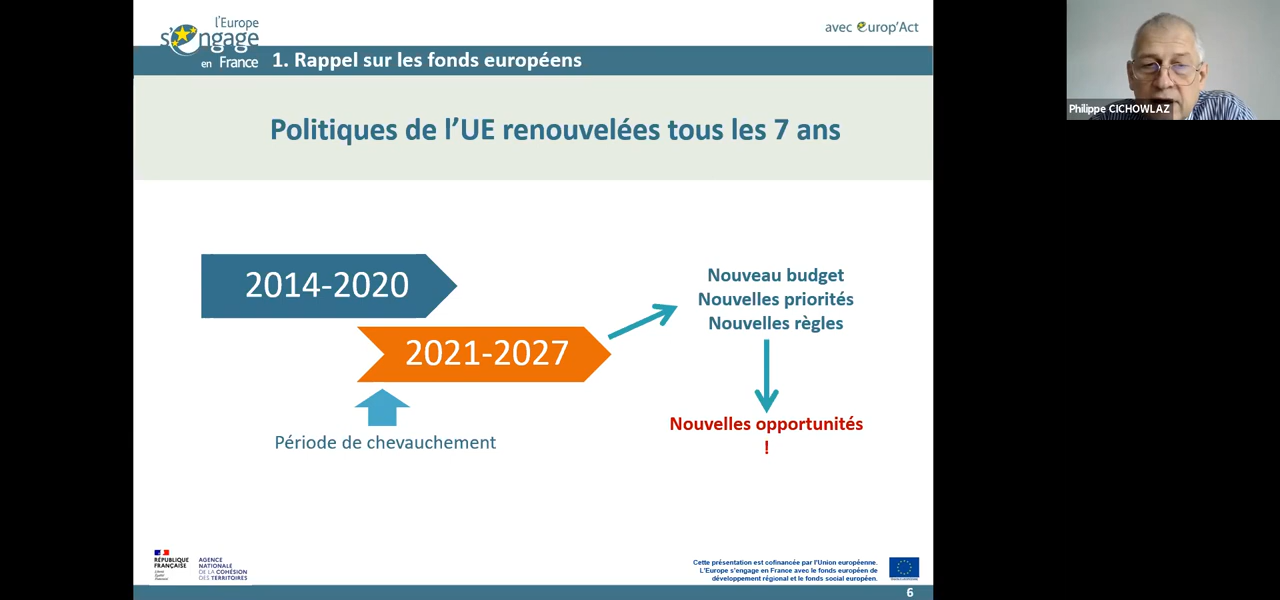 l'Europe
s'engage
en France
avec Europ'Act
1. Rappel sur les fonds européens
Philippe CICHOWLAZ
Politiques de l'UE renouvelées tous les 7 ans
2014-2020
2021-2027
Période de chevauchement
Nouveau budget
Nouvelles priorités
Nouvelles règles
Nouvelles opportunités
!
RÉPUBLIQUE
FRANÇAISE
Liberté
Égalité
Fraternité
AGENCE
NATIONALE
DE LA COHÉSION
DES TERRITOIRES
Cette présentation est cofinancée par l'Union européenne.
L'Europe s'engage en France avec le fonds européen de
développement régional et le fonds social européen.
6